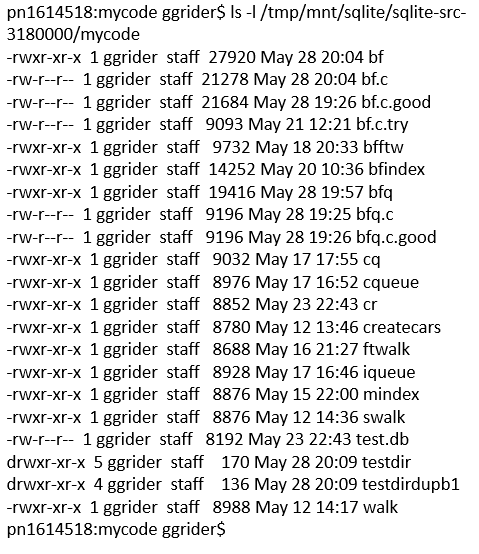 pn1614518:mycode ggrider$ ls -l /tmp/mnt/sqlite/sqlite-src-
3180000/mycode
-rwxr-xr-x 1 ggrider staff 27920 May 28 20:04 bf
-rw-r--r-- 1 ggrider staff 21278 May 28 20:04 bf.c
-rw-r--r-- 1 ggrider staff 21684 May 28 19:26 bf.c.good
-rw-r--r-- 1 ggrider staff 9093 May 21 12:21 bf.c.try
-rwxr-xr-x 1 ggrider staff 9732 May 18 20:33 bfftw
-rwxr-xr-x 1 ggrider staff 14252 May 20 10:36 bfindex
-rwxr-xr-x 1 ggrider staff 19416 May 28 19:57 bfq
-rw-r--r-- 1 ggrider staff 9196 May 28 19:25 bfq.c
-rw-r--r-- 1 ggrider staff 9196 May 28 19:26 bfq.c.good
-rwxr-xr-x 1 ggrider staff 9032 May 17 17:55 cq
-rwxr-xr-x 1 ggrider staff 8976 May 17 16:52 cqueue
-rwxr-xr-x 1 ggrider staff 8852 May 23 22:43 cr
-rwxr-xr-x 1 ggrider staff 8780 May 12 13:46 createcars
-rwxr-xr-x 1 ggrider staff 8688 May 16 21:27 ftwalk
-rwxr-xr-x 1 ggrider staff 8928 May 17 16:46 iqueue
-rwxr-xr-x 1 ggrider staff 8876 May 15 22:00 mindex
-rwxr-xr-x 1 ggrider staff 8876 May 12 14:36 swalk
-rw-r--r-- 1 ggrider staff 8192 May 23 22:43 test.db
drwxr-xr-x 5 ggrider staff 170 May 28 20:09 testdir
drwxr-xr-x 4 ggrider staff 136 May 28 20:09 testdirdupb1
-rwxr-xr-x 1 ggrider staff 8988 May 12 14:17 walk
pn1614518:mycode ggrider$